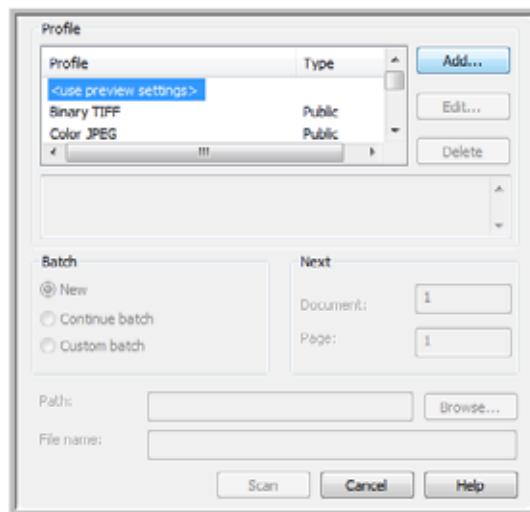 Profile
Profile Type
<use preview settings>
Binary TIFF Public
Color JPEG Public
Add...
Edit...
Delete
Batch
New
Continue batch
Custom batch
Next
Document: 1
Page: 1
Path: Browse...
File name:
Scan Cancel Help